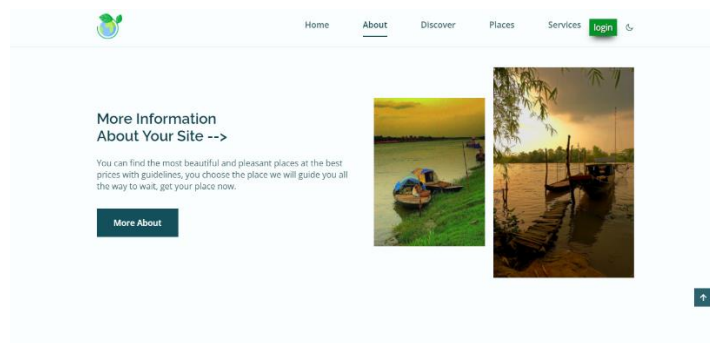 Home About Discover Places Services login
More Information
About Your Site -->
You can find the most beautiful and pleasant places at the best
prices with guidelines, you choose the place we will guide you all
the way to wait, get your place now.
More About